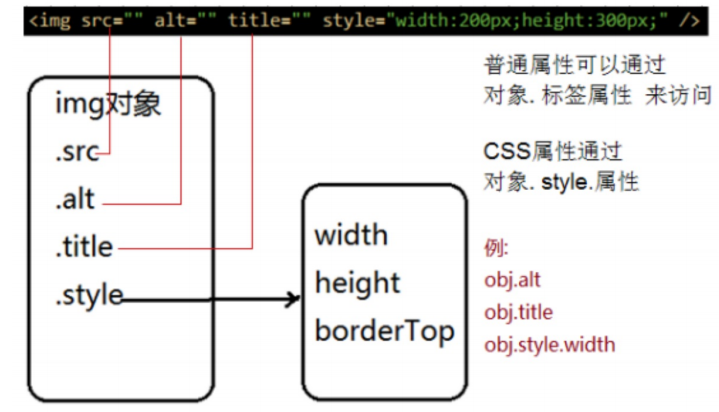 <img src="" alt="" title="" style="width:200px;height:300px;" />
img对象
.src
.alt
.title
.style
width
height
borderTop
普通属性可以通过
对象.标签属性 来访问
CSS属性通过
对象. style.属性
例:
obj.alt
obj.title
obj.style.width